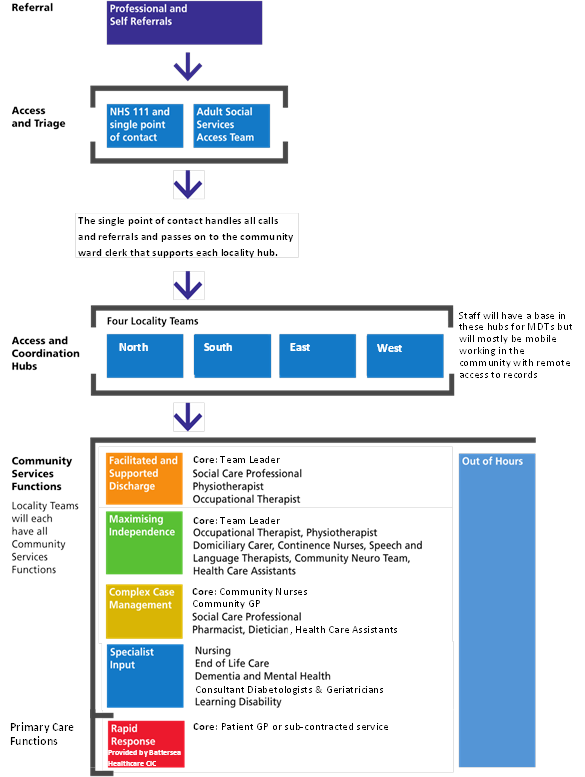 Referral
Professional and
Self Referrals
Access
and Triage
NHS 111 and
single point
of contact
Adult Social
Services
Access Team
The single point of contact handles all calls
and referrals and passes on to the community
ward clerk that supports each locality hub.
Access and
Coordination
Hubs
Four Locality Teams
North
South
East
West
Staff will have a base in
these hubs for MDTs but
will mostly be mobile
working in the
community with remote
access to records
Community
Services
Functions
Locality Teams
will each
have all
Community
Services
Functions
Facilitated and
Supported
Discharge
Core: Team Leader
Social Care Professional
Physiotherapist
Occupational Therapist
Maximising
Independence
Core: Team Leader
Occupational Therapist, Physiotherapist
Domiciliary Carer, Continence Nurses, Speech and
Language Therapists, Community Neuro Team,
Health Care Assistants
Complex Case
Management
Core: Community Nurses
Community GP
Social Care Professional
Pharmacist, Dietician, Health Care Assistants
Specialist
Input
Nursing
End of Life Care
Dementia and Mental Health
Consultant Diabetologists & Geriatricians
Learning Disability
Out of Hours
Primary Care
Functions
Rapid
Response
Provided by Battersea
Healthcare CIC
Core: Patient GP or sub-contracted service